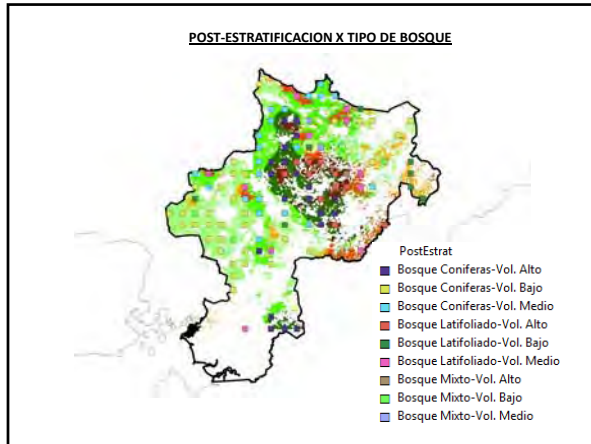 POST-ESTRATIFICACION X TIPO DE BOSQUE
PostEstrat
Bosque Coniferas-Vol. Alto
Bosque Coniferas-Vol. Bajo
Bosque Coniferas-Vol. Medio
Bosque Latifoliado-Vol. Alto
Bosque Latifoliado-Vol. Bajo
Bosque Latifoliado-Vol. Medio
Bosque Mixto-Vol. Alto
Bosque Mixto-Vol. Bajo
Bosque Mixto-Vol. Medio